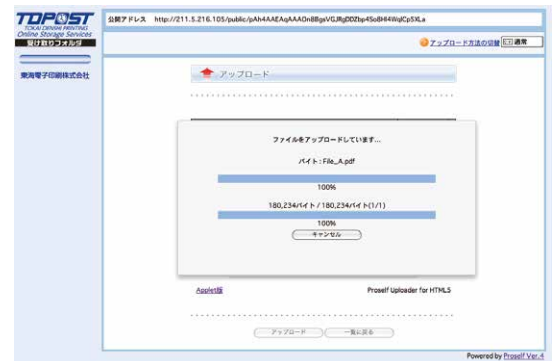 TOPOST
TOKAI DENSHI PRINTING
Online Storage Services
受け取りフォルダ
東海電子印刷株式会社
公開アドレス http://211.5.216.105/public/pAh4AAEAqAAAOnBBgsVGJRgDDZbp4So8HI4WqlCp5XLa
アップロード方法の切替 通常
アップロード
ファイルをアップロードしています...
バイト : File_A.pdf
100%
180,234バイト / 180,234バイト(1/1)
100%
キャンセル
Applet版 Proself Uploader for HTML5
アップロード 一覧に戻る
Powered by Proself Ver.4